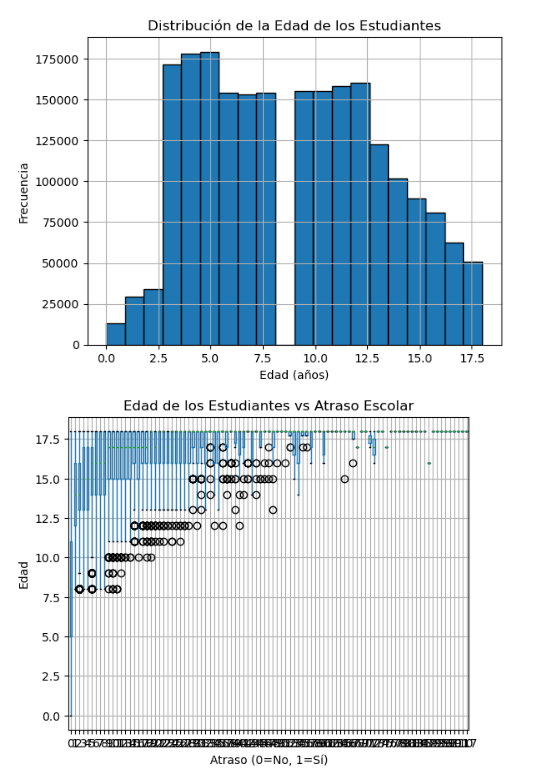 Distribución de la Edad de los Estudiantes
175000
150000
125000
100000
75000
50000
25000
0
Frecuencia
0.0 2.5 5.0 7.5 10.0 12.5 15.0 17.5
Edad (años)
Edad de los Estudiantes vs Atraso Escolar
17.5
15.0
12.5
10.0
7.5
5.0
2.5
0.0
Edad
Atraso (0=No, 1=Sí)